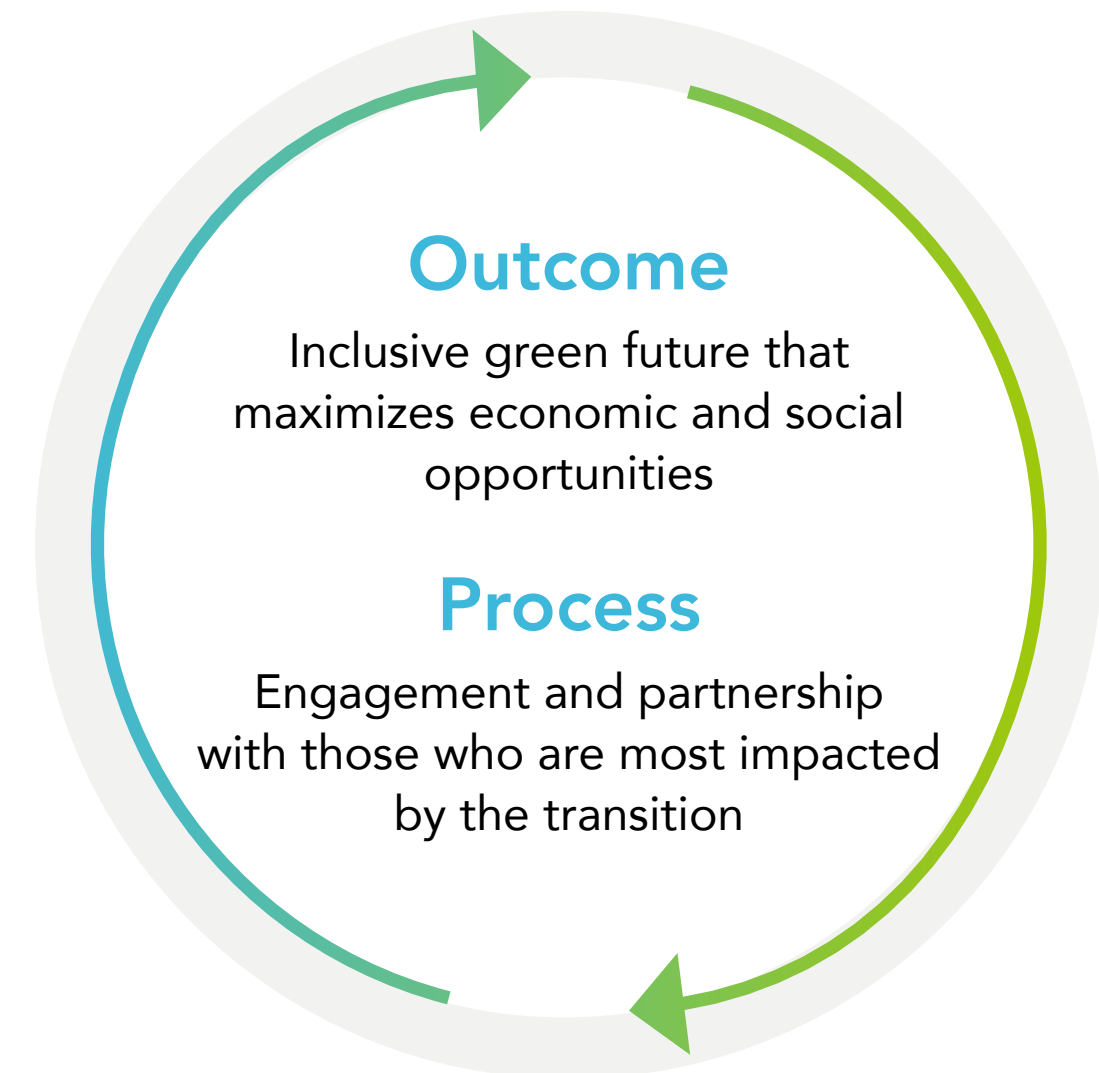 Outcome
Inclusive green future that
maximizes economic and social
opportunities
Process
Engagement and partnership
with those who are most impacted
by the transition